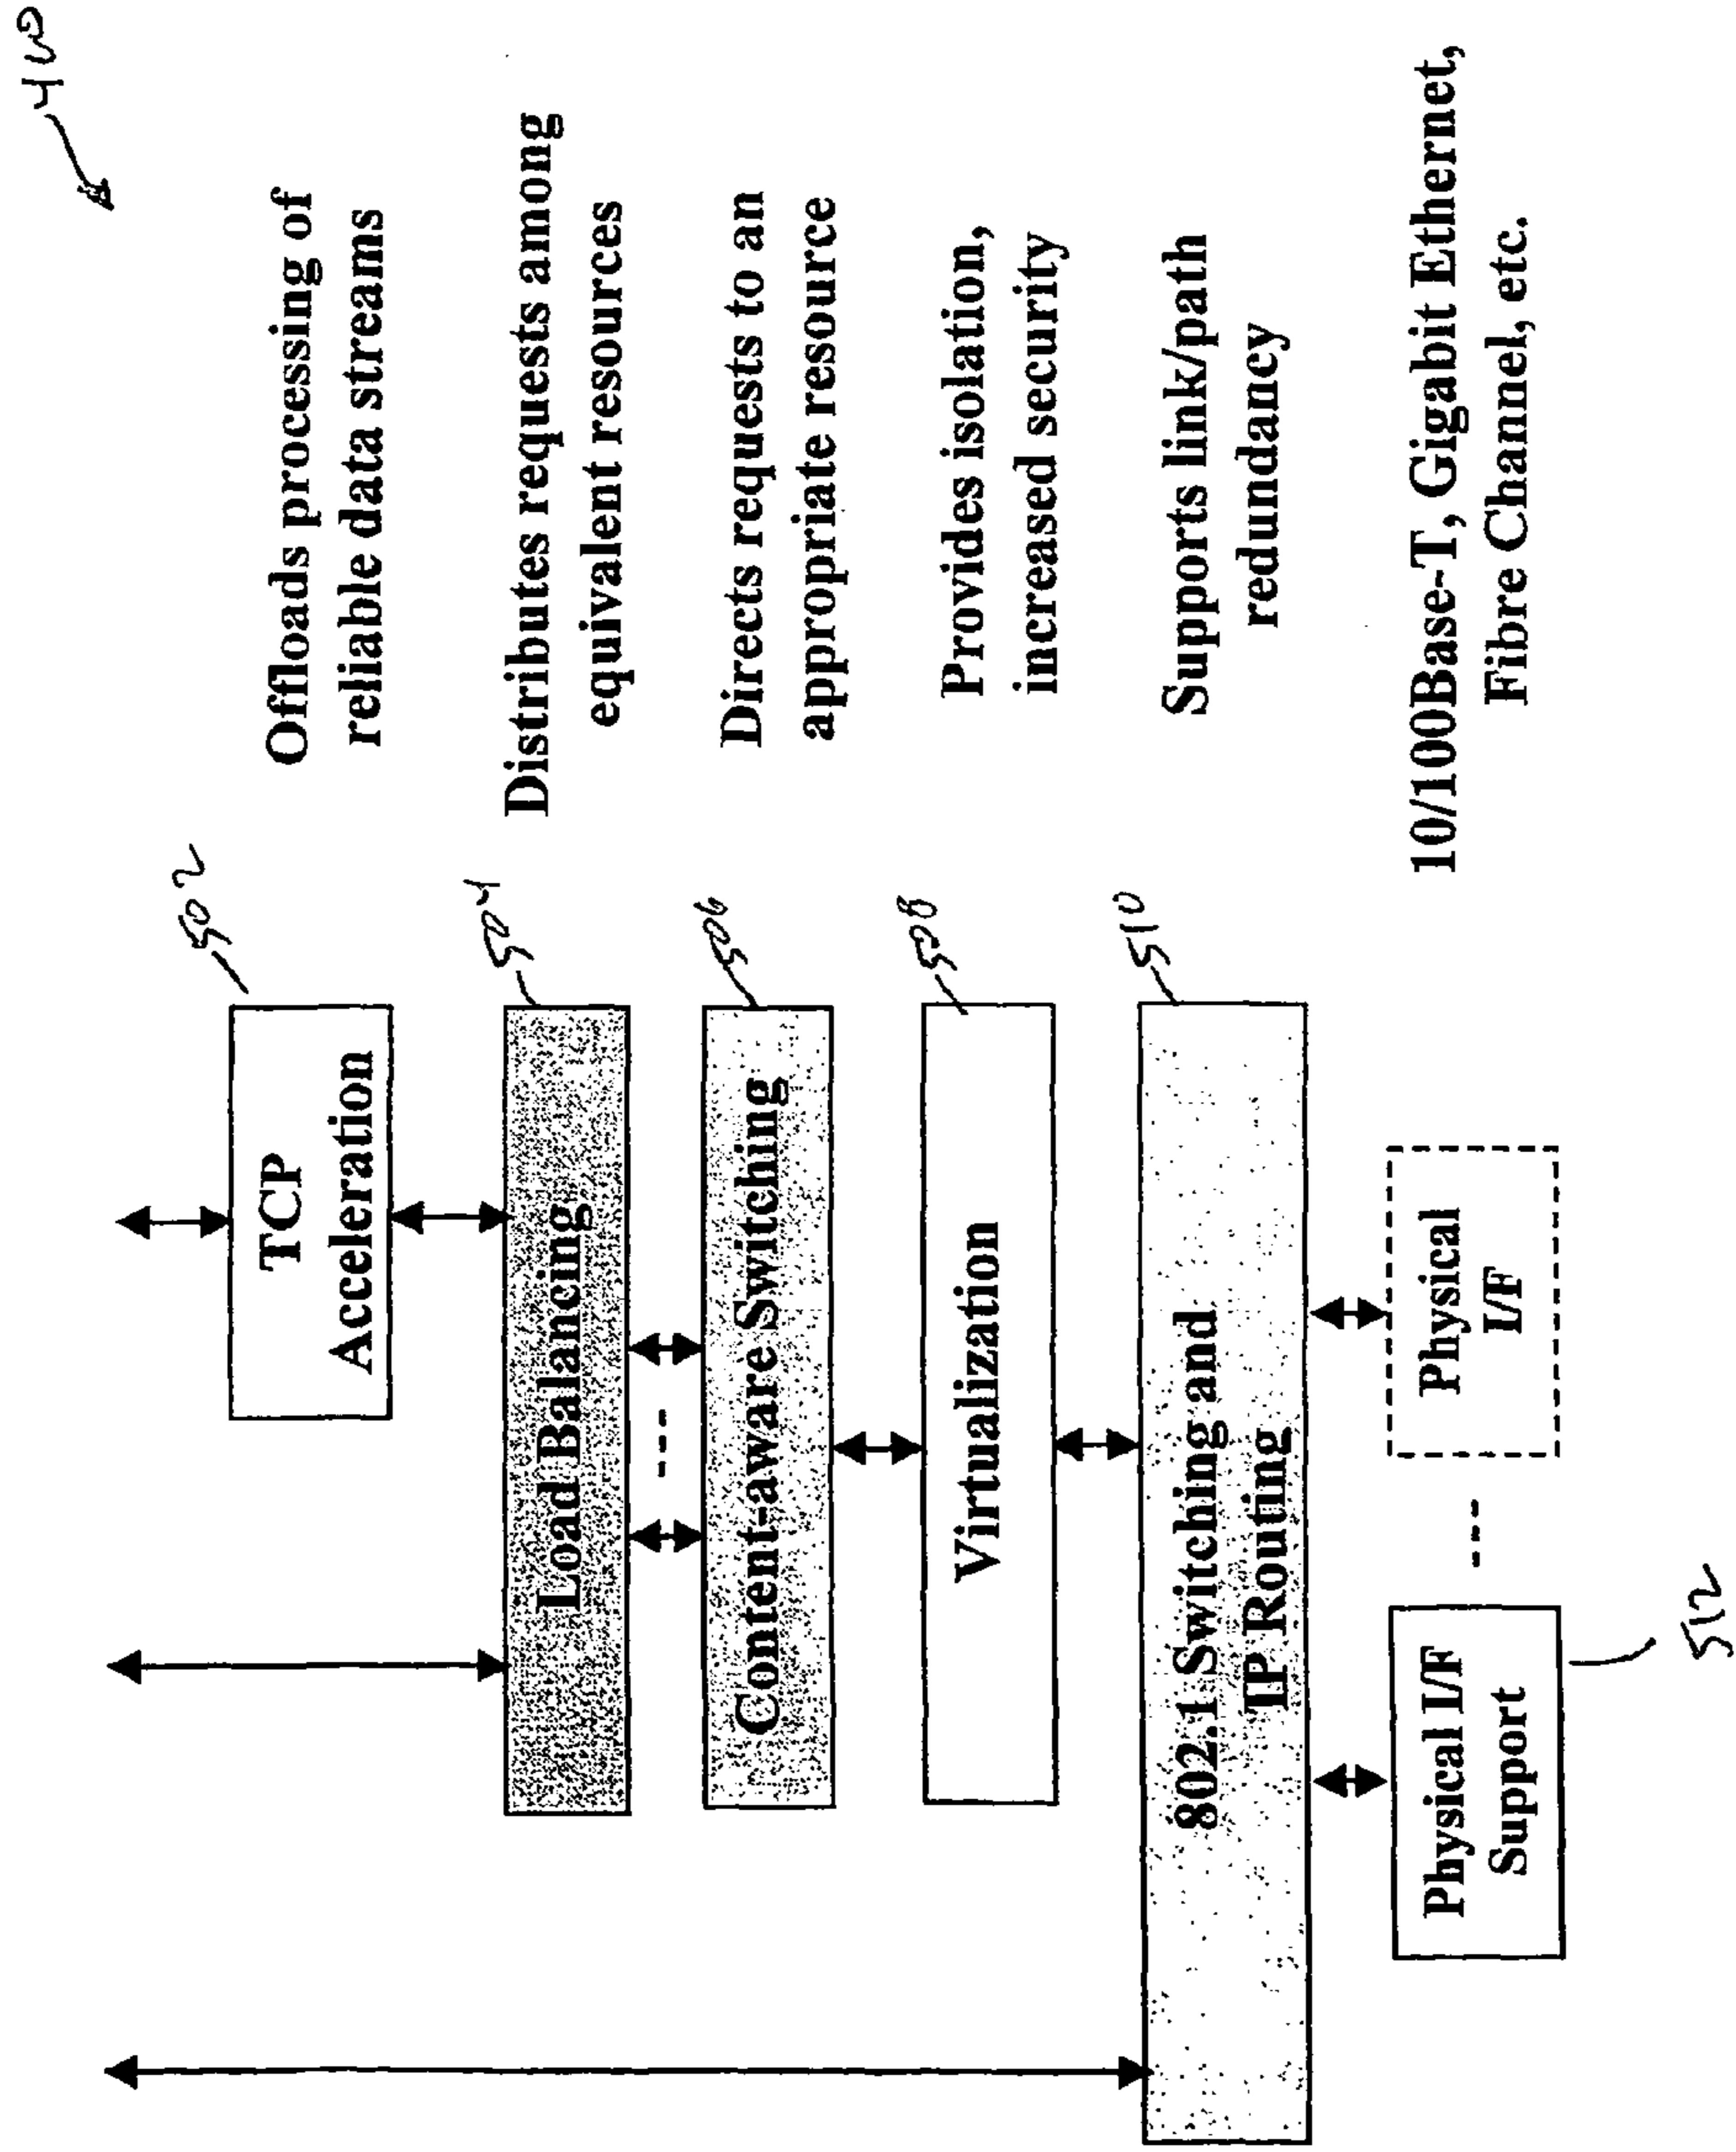 400
502
TCP
Acceleration
Offloads processing of
reliable data streams
504
Load Balancing
Distributes requests among
equivalent resources
506
Content-aware Switching
Directs requests to an
appropriate resource
508
Virtualization
Provides isolation,
increased security
510
802.1 Switching and
IP Routing
Supports link/path
redundancy
Physical I/F
Support
Physical
I/F
10/100Base-T, Gigabit Ethernet,
Fibre Channel, etc.
512